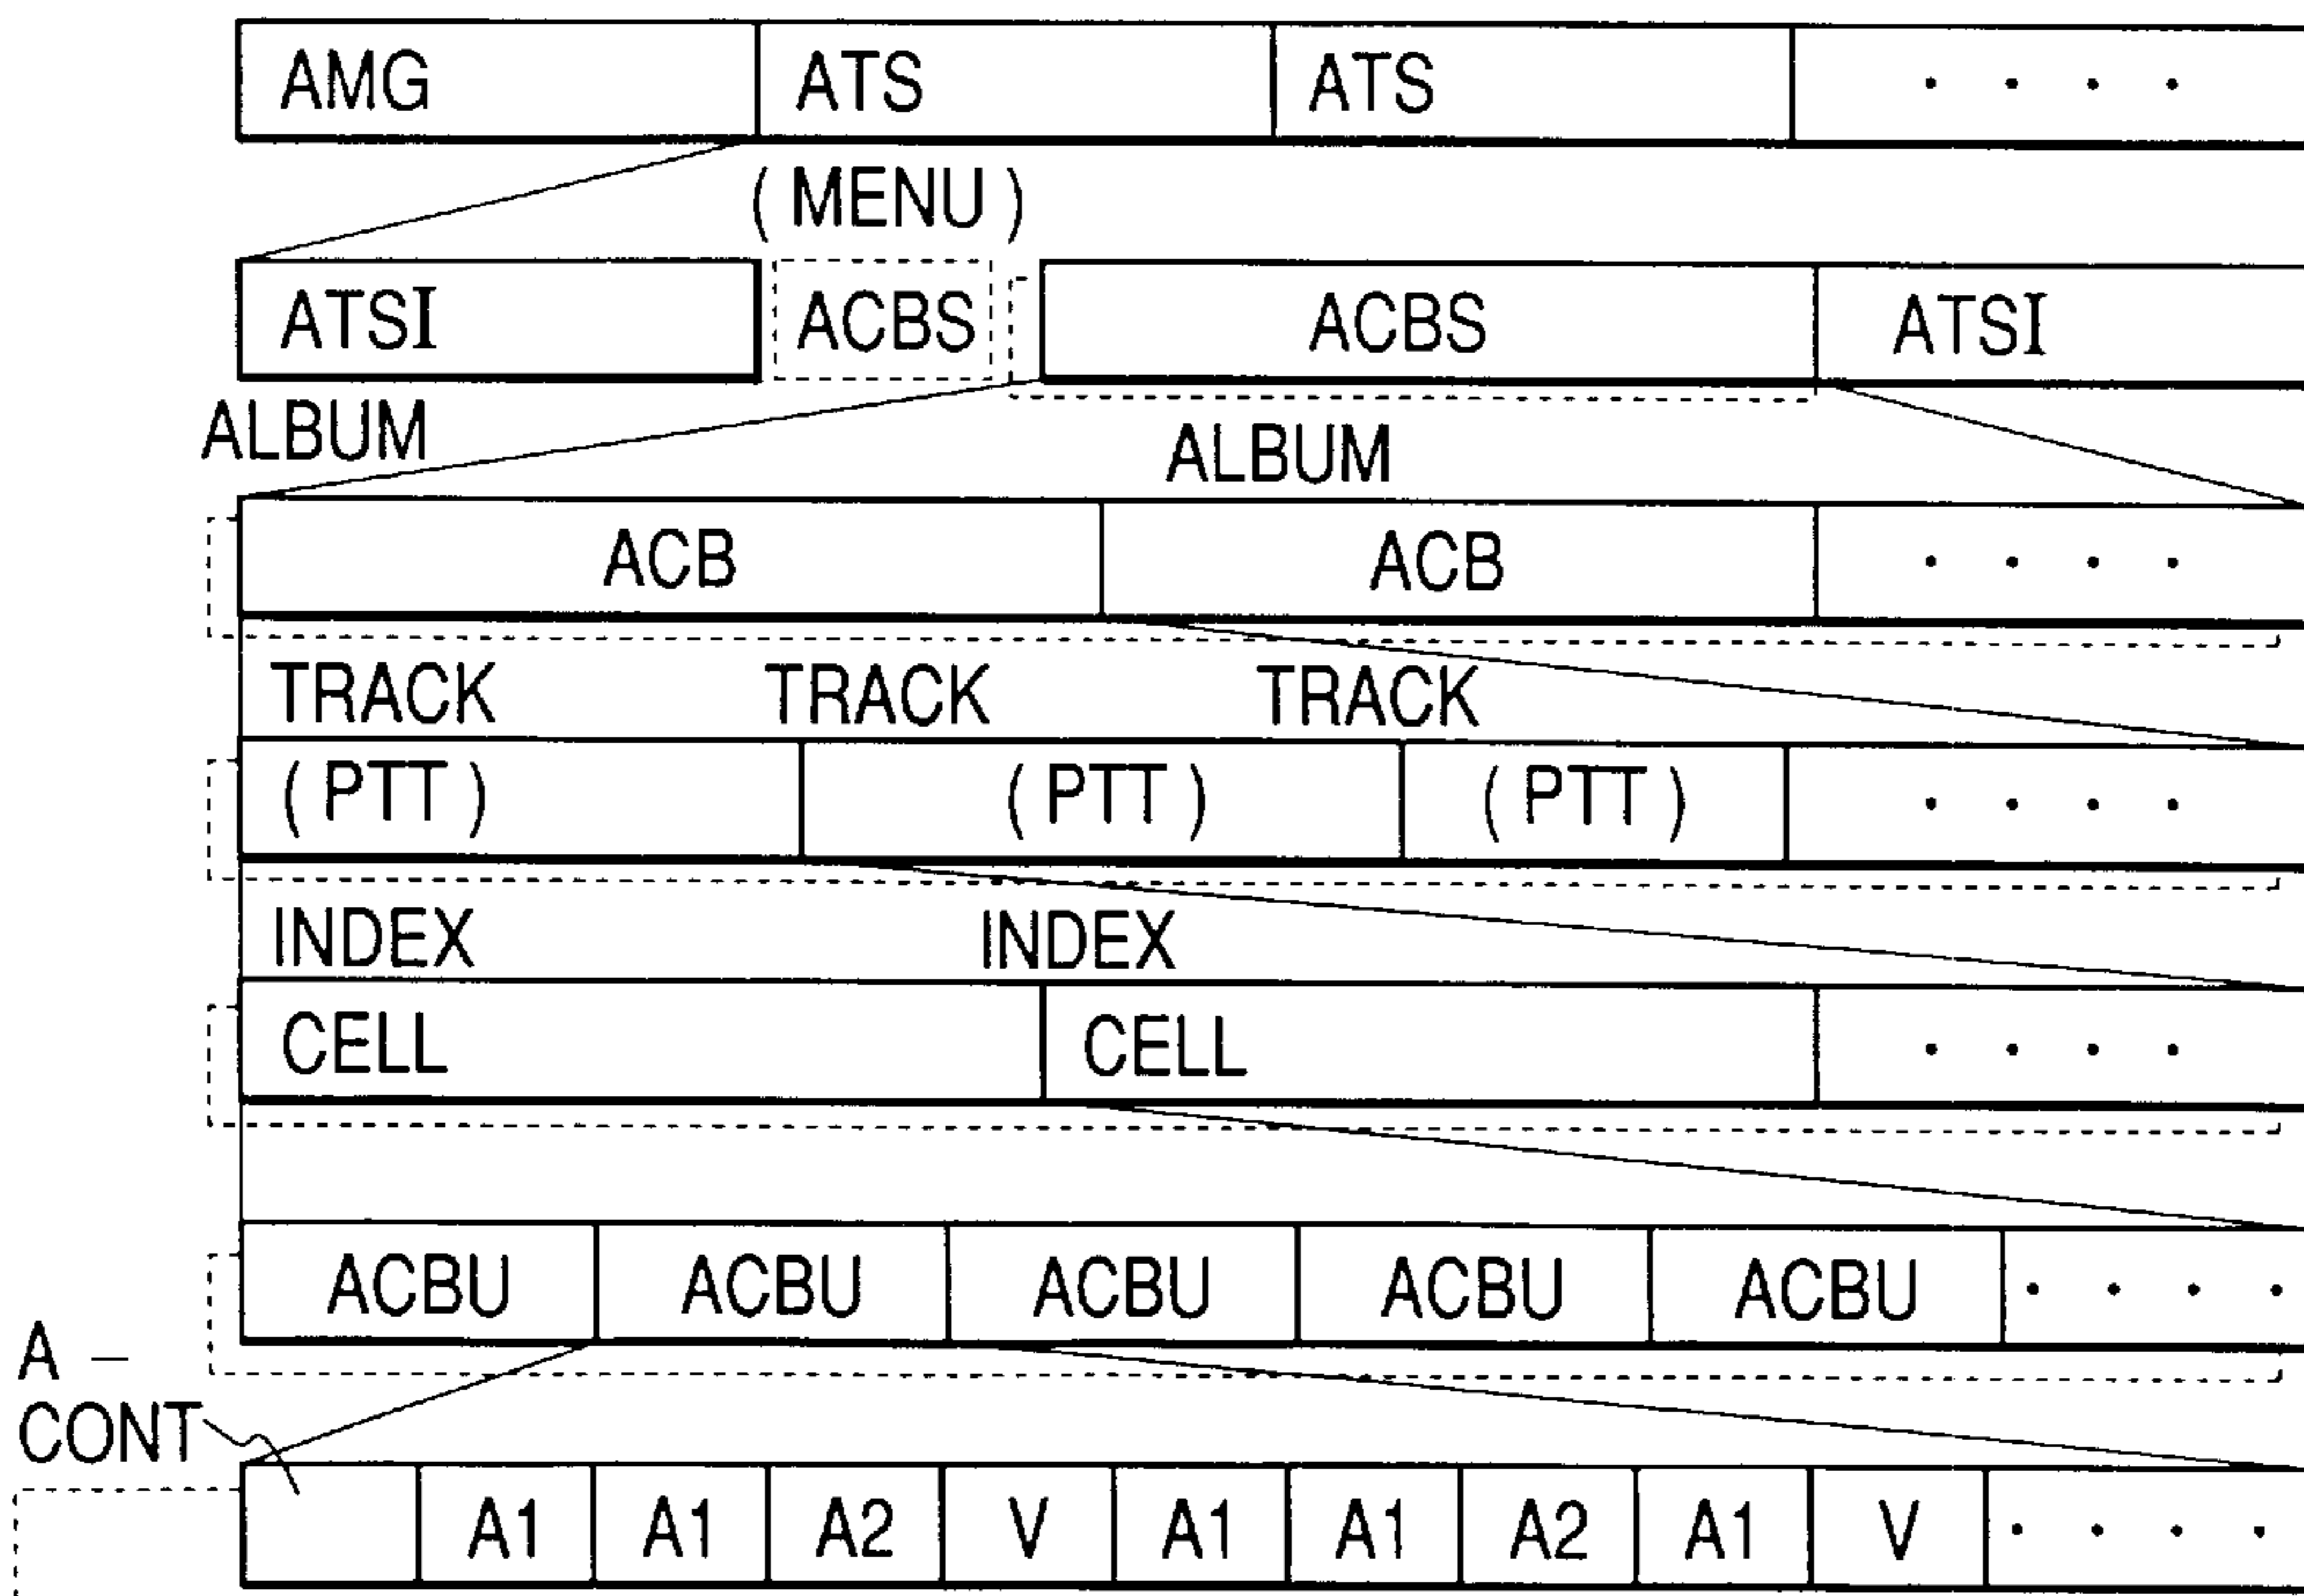 AMG ATS ATS . . . .
( MENU )
ATSI ACBS ACBS ATSI
ALBUM ALBUM
ACB ACB . . . .
TRACK TRACK TRACK
( PTT ) ( PTT ) ( PTT ) . . . .
INDEX INDEX
CELL CELL . . . .
ACBU ACBU ACBU ACBU ACBU . . . .
A –
CONT
A1 A1 A2 V A1 A1 A2 A1 V . . . .